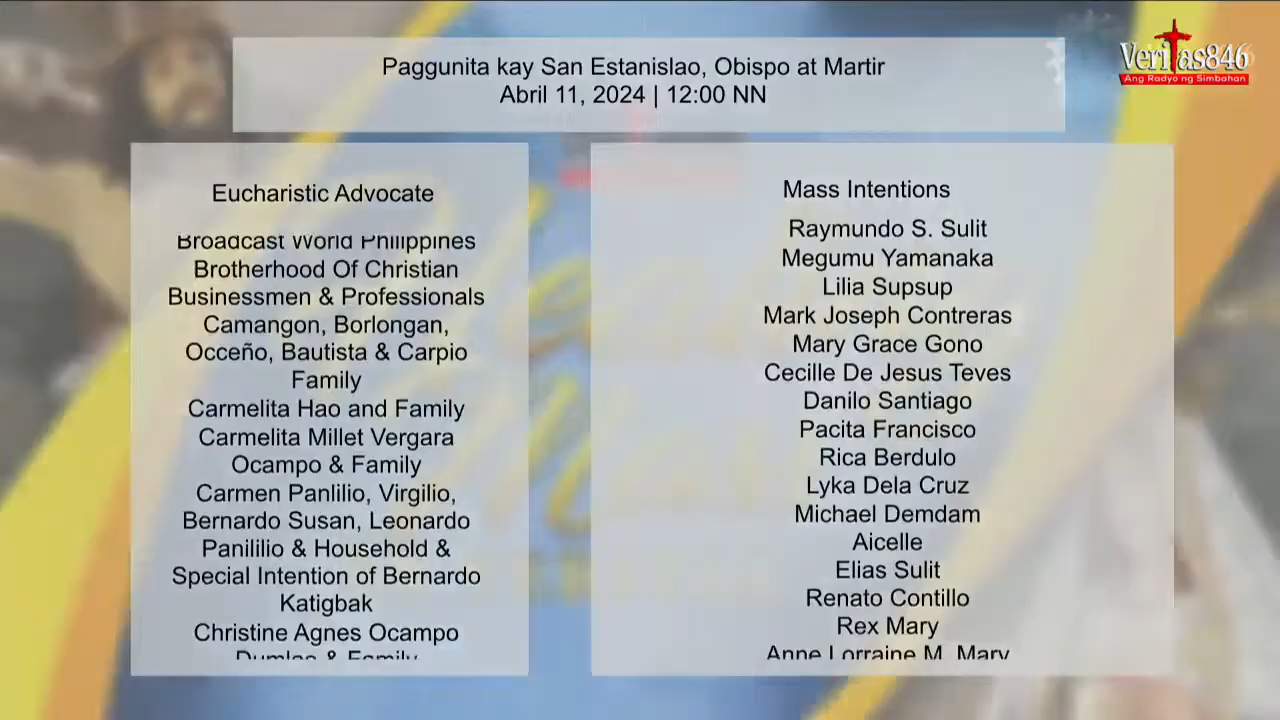 Paggunita kay San Estanislao, Obispo at Martir
Abril 11, 2024 | 12:00 NN
Veritas846
Ang Radyo ng Simbahan
Eucharistic Advocate
Broadcast World Philippines
Brotherhood Of Christian
Businessmen & Professionals
Camangon, Borlongan,
Occeño, Bautista & Carpio
Family
Carmelita Hao and Family
Carmelita Millet Vergara
Ocampo & Family
Carmen Panlilio, Virgilio,
Bernardo Susan, Leonardo
Panililio & Household &
Special Intention of Bernardo
Katigbak
Christine Agnes Ocampo
Dumlao & Family
Mass Intentions
Raymundo S. Sulit
Megumu Yamanaka
Lilia Supsup
Mark Joseph Contreras
Mary Grace Gono
Cecille De Jesus Teves
Danilo Santiago
Pacita Francisco
Rica Berdulo
Lyka Dela Cruz
Michael Demdam
Aicelle
Elias Sulit
Renato Contillo
Rex Mary
Anne Lorraine M. Mary